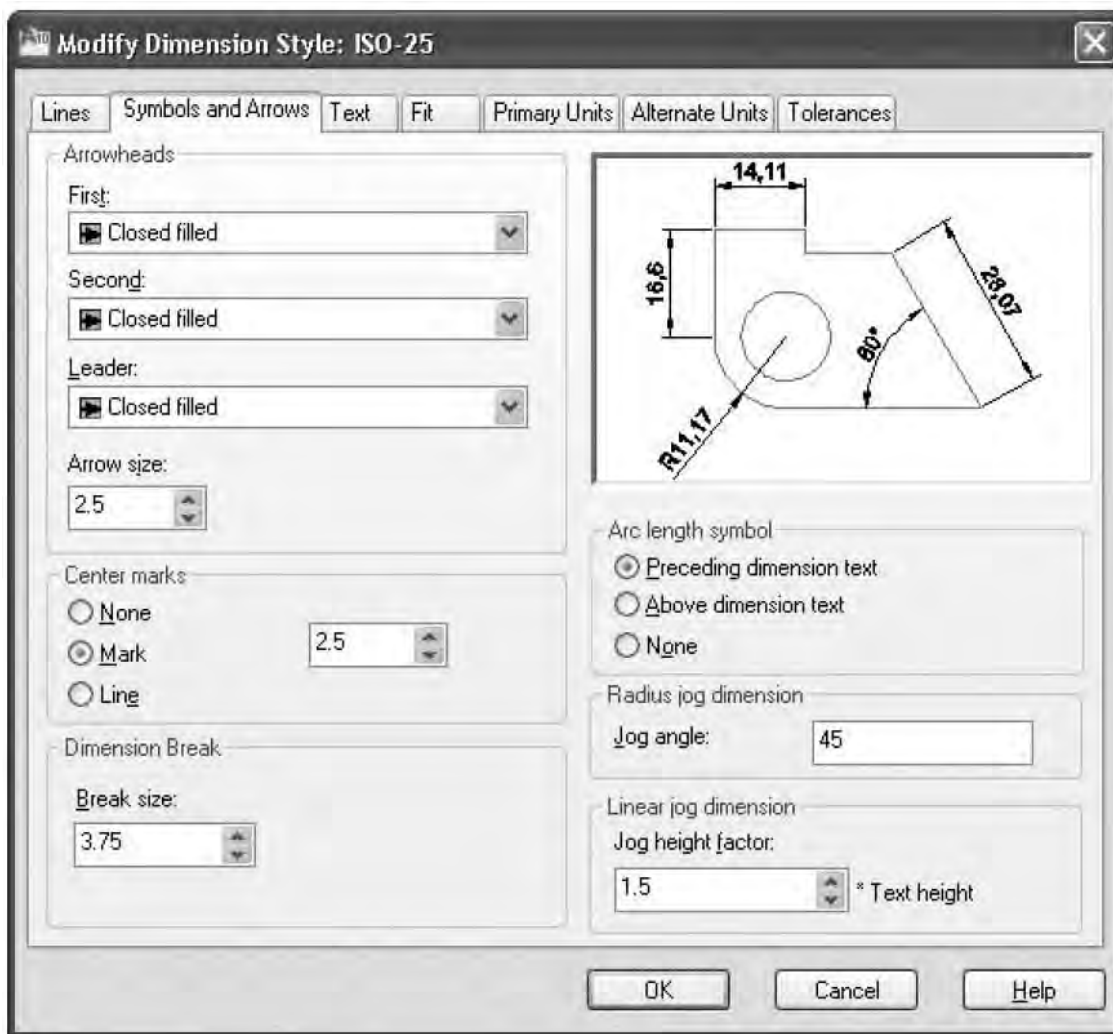 Modify Dimension Style: ISO-25
Lines Symbols and Arrows Text Fit Primary Units Alternate Units Tolerances
Arrowheads
First:
Closed filled
Second:
Closed filled
Leader:
Closed filled
Arrow size:
2.5
Center marks
None
Mark
Line
2.5
Dimension Break
Break size:
3.75
14,11
16,6
28,07
60°
R11,17
Arc length symbol
Preceding dimension text
Above dimension text
None
Radius jog dimension
Jog angle:
45
Linear jog dimension
Jog height factor:
1.5
* Text height
OK Cancel Help